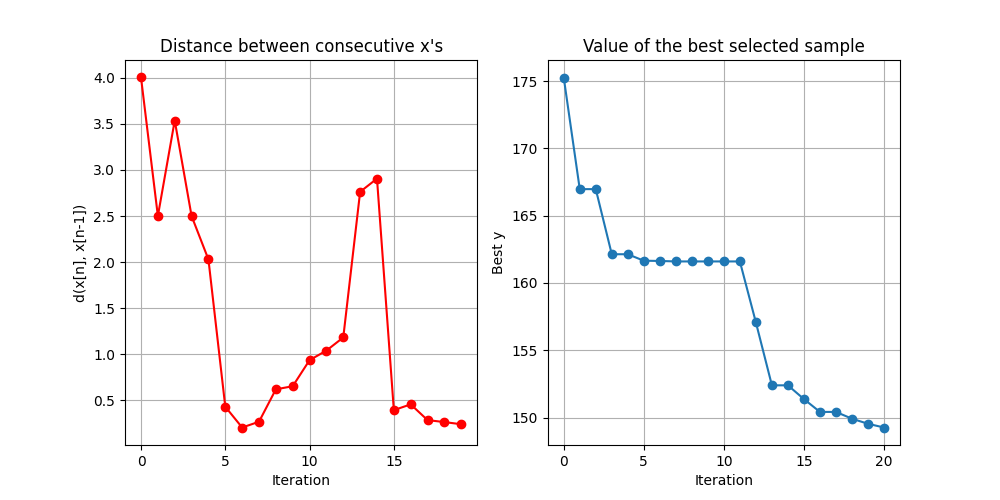 Distance between consecutive x's
d(x[n], x[n-1])
4.0
3.5
3.0
2.5
2.0
1.5
1.0
0.5
0 5 10 15
Iteration
Value of the best selected sample
Best y
175
170
165
160
155
150
0 5 10 15 20
Iteration